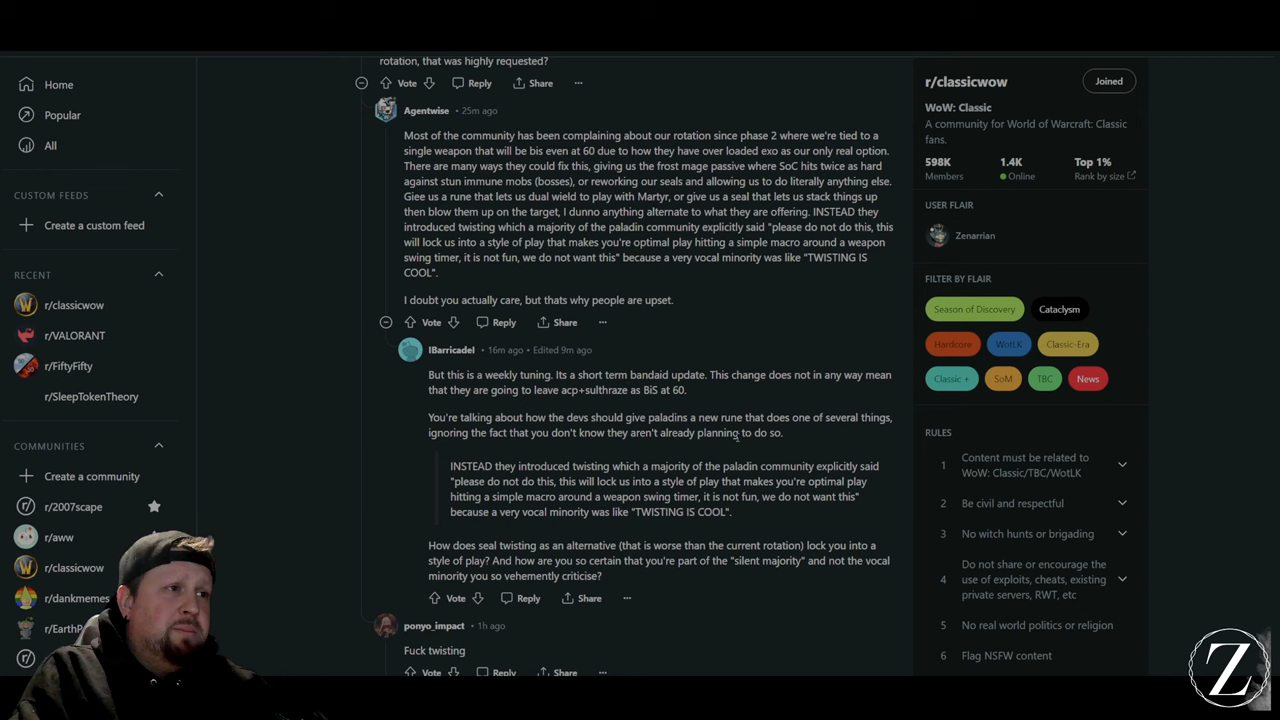 rotation, that was highly requested?
Vote Reply Share
Agentwise • 25m ago
Most of the community has been complaining about our rotation since phase 2 where we're tied to a
single weapon that will be bis even at 60 due to how they have over loaded exo as our only real option.
There are many ways they could fix this, giving us the frost mage passive where SoC hits twice as hard
against stun immune mobs (bosses), or reworking our seals and allowing us to do literally anything else.
Giee us a rune that lets us dual wield to play with Martyr, or give us a seal that lets us stack things up
then blow them up on the target, I dunno anything alternate to what they are offering. INSTEAD they
introduced twisting which a majority of the paladin community explicitly said "please do not do this, this
will lock us into a style of play that makes you're optimal play hitting a simple macro around a weapon
swing timer, it is not fun, we do not want this" because a very vocal minority was like "TWISTING IS
COOL".
I doubt you actually care, but thats why people are upset.
Vote Reply Share
IBarricadeI • 16m ago • Edited 9m ago
But this is a weekly tuning. Its a short term bandaid update. This change does not in any way mean
that they are going to leave acp+sulthraze as BiS at 60.
You're talking about how the devs should give paladins a new rune that does one of several things,
ignoring the fact that you don't know they aren't already planning to do so.
INSTEAD they introduced twisting which a majority of the paladin community explicitly said
"please do not do this, this will lock us into a style of play that makes you're optimal play
hitting a simple macro around a weapon swing timer, it is not fun, we do not want this"
because a very vocal minority was like "TWISTING IS COOL".
How does seal twisting as an alternative (that is worse than the current rotation) lock you into a
style of play? And how are you so certain that you're part of the "silent majority" and not the vocal
minority you so vehemently criticise?
Vote Reply Share
ponyo_impact • 1h ago
Fuck twisting
Vote Reply Share
Home
Popular
All
CUSTOM FEEDS
Create a custom feed
RECENT
r/classicwow
r/VALORANT
r/FiftyFifty
r/SleepTokenTheory
COMMUNITIES
Create a community
r/2007scape
r/aww
r/classicwow
r/dankmemes
r/EarthP
r/classicwow
Joined
WoW: Classic
A community for World of Warcraft: Classic
fans.
598K 1.4K Top 1%
Members Online Rank by size
USER FLAIR
Zenarrian
FILTER BY FLAIR
Season of Discovery Cataclysm
Hardcore WotLK Classic-Era
Classic + SoM TBC News
RULES
1 Content must be related to
WoW: Classic/TBC/WotLK
2 Be civil and respectful
3 No witch hunts or brigading
4 Do not share or encourage the
use of exploits, cheats, existing
private servers, RWT, etc
5 No real world politics or religion
6 Flag NSFW content
Z